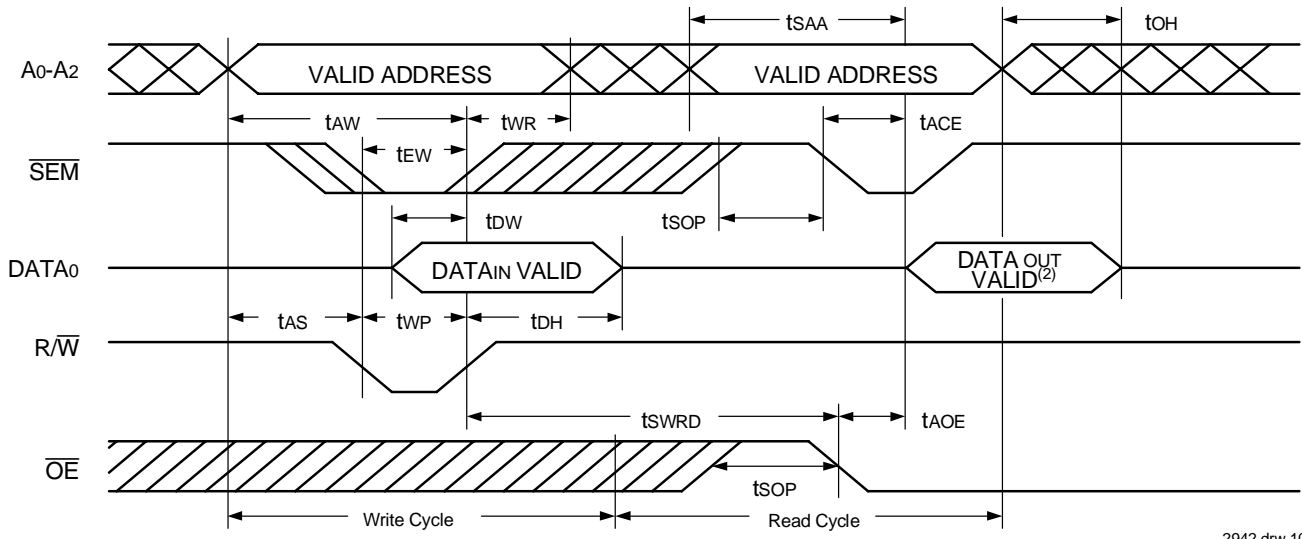 tSAA
tOH
A0-A2
VALID ADDRESS
VALID ADDRESS
tAW
tWR
tACE
tEW
SEM
tDW
tSOP
DATA0
DATAIN VALID
DATA OUT
VALID(2)
tAS
tWP
tDH
R/W
tSWRD
tAOE
OE
tSOP
Write Cycle
Read Cycle